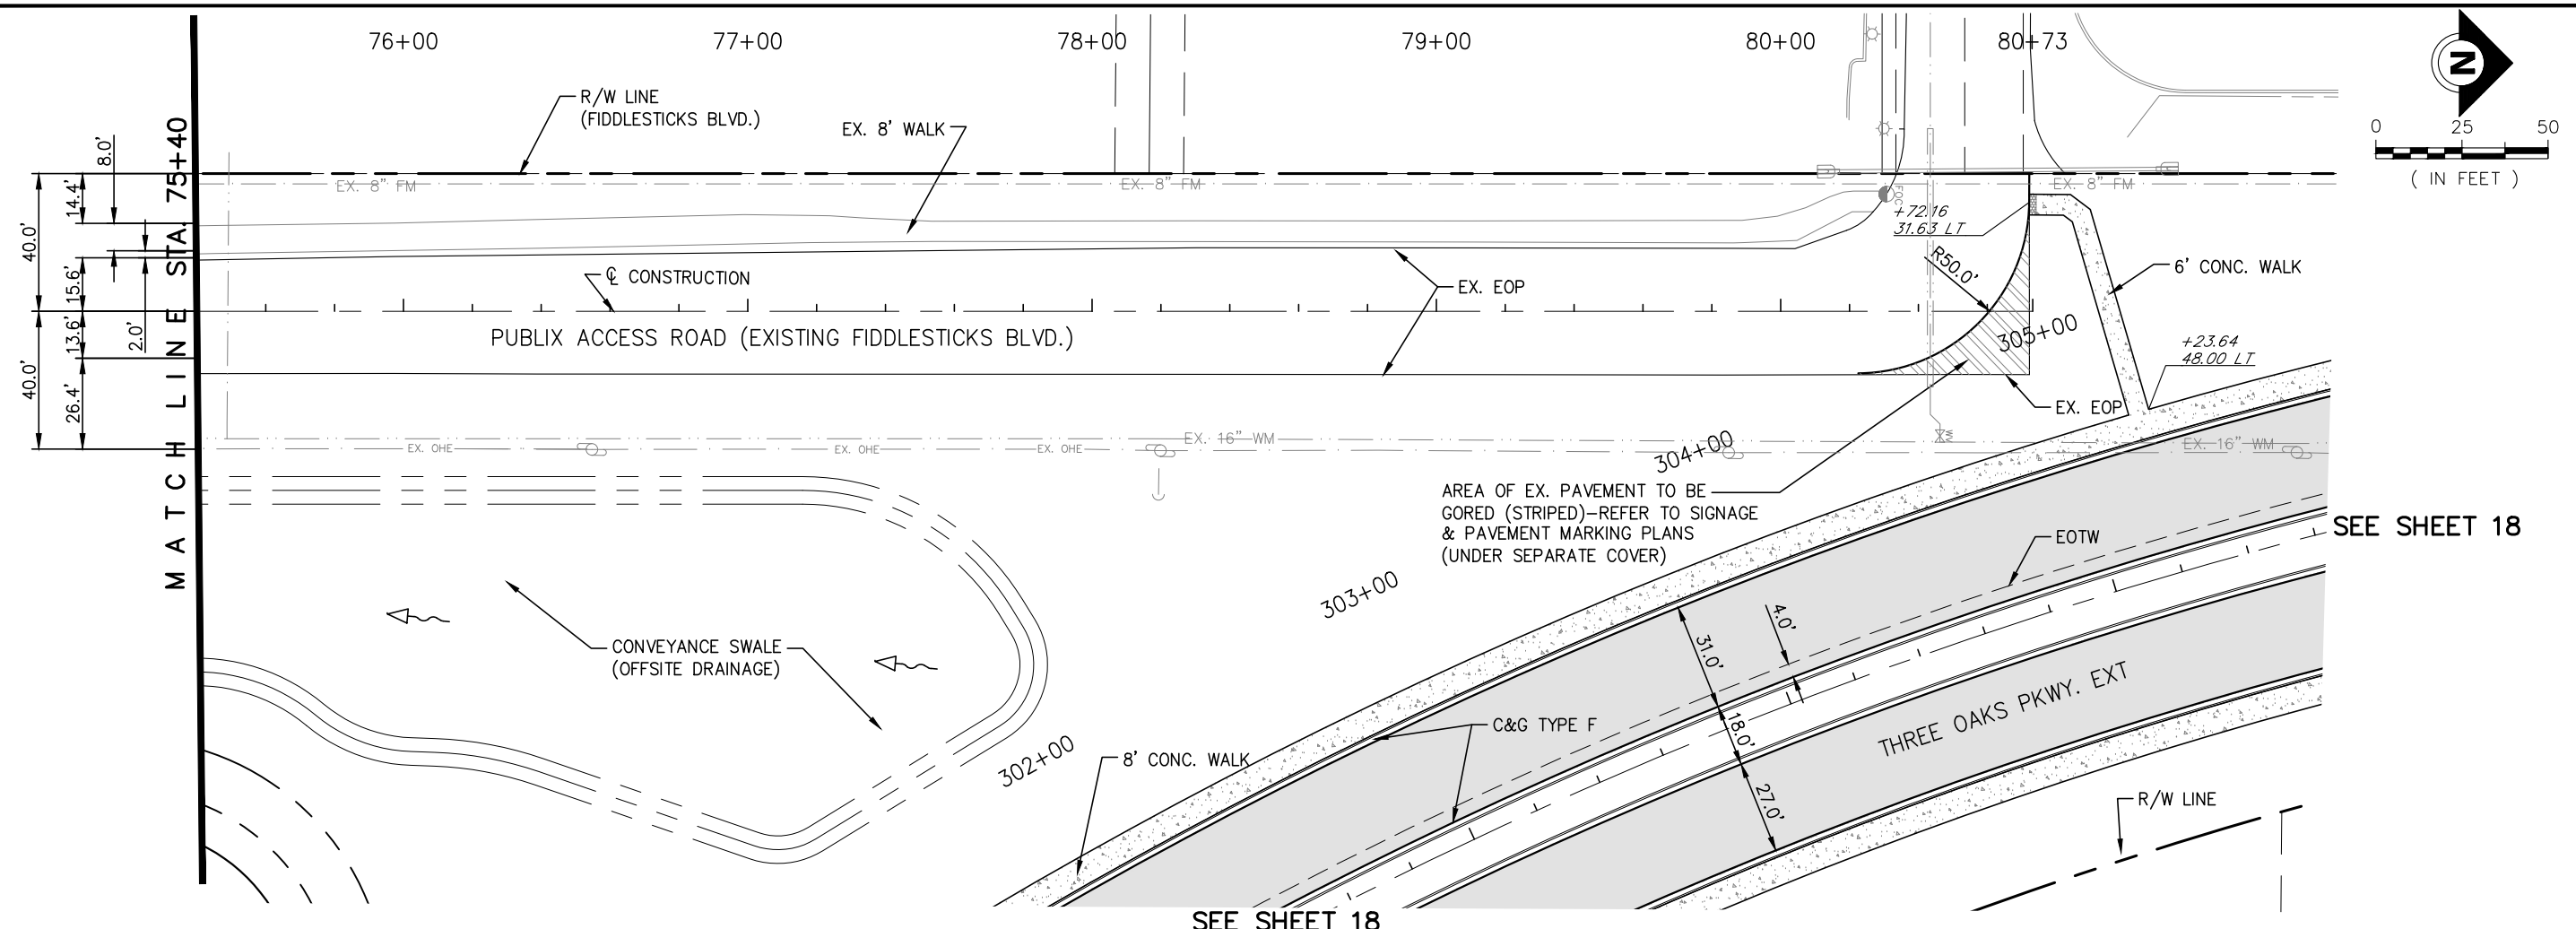 76+00
77+00
78+00
79+00
80+00
80+73
N
0 25 50
( IN FEET )
R/W LINE
(FIDDLESTICKS BLVD.)
EX. 8' WALK
MATCH LINE STA. 75+40
8.0'
14.4'
40.0'
15.6'
13.6'
2.0'
40.0'
26.4'
EX. 8" FM
EX. 8" FM
EX. 8" FM
FOC
+72.16
31.63 LT
R50.0'
6' CONC. WALK
℄ CONSTRUCTION
EX. EOP
PUBLIX ACCESS ROAD (EXISTING FIDDLESTICKS BLVD.)
305+00
+23.64
48.00 LT
EX. EOP
EX. OHE
EX. OHE
EX. OHE
EX. 16" WM
EX. 16" WM
304+00
AREA OF EX. PAVEMENT TO BE
GORED (STRIPED)-REFER TO SIGNAGE
& PAVEMENT MARKING PLANS
(UNDER SEPARATE COVER)
SEE SHEET 18
EOTW
303+00
CONVEYANCE SWALE
(OFFSITE DRAINAGE)
31.0'
4.0'
18.0'
27.0'
C&G TYPE F
THREE OAKS PKWY. EXT
302+00
8' CONC. WALK
R/W LINE
SEE SHEET 18